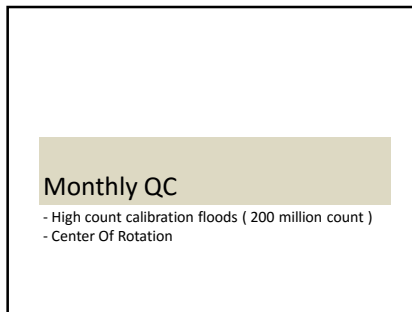 Monthly QC
- High count calibration floods ( 200 million count )
- Center Of Rotation